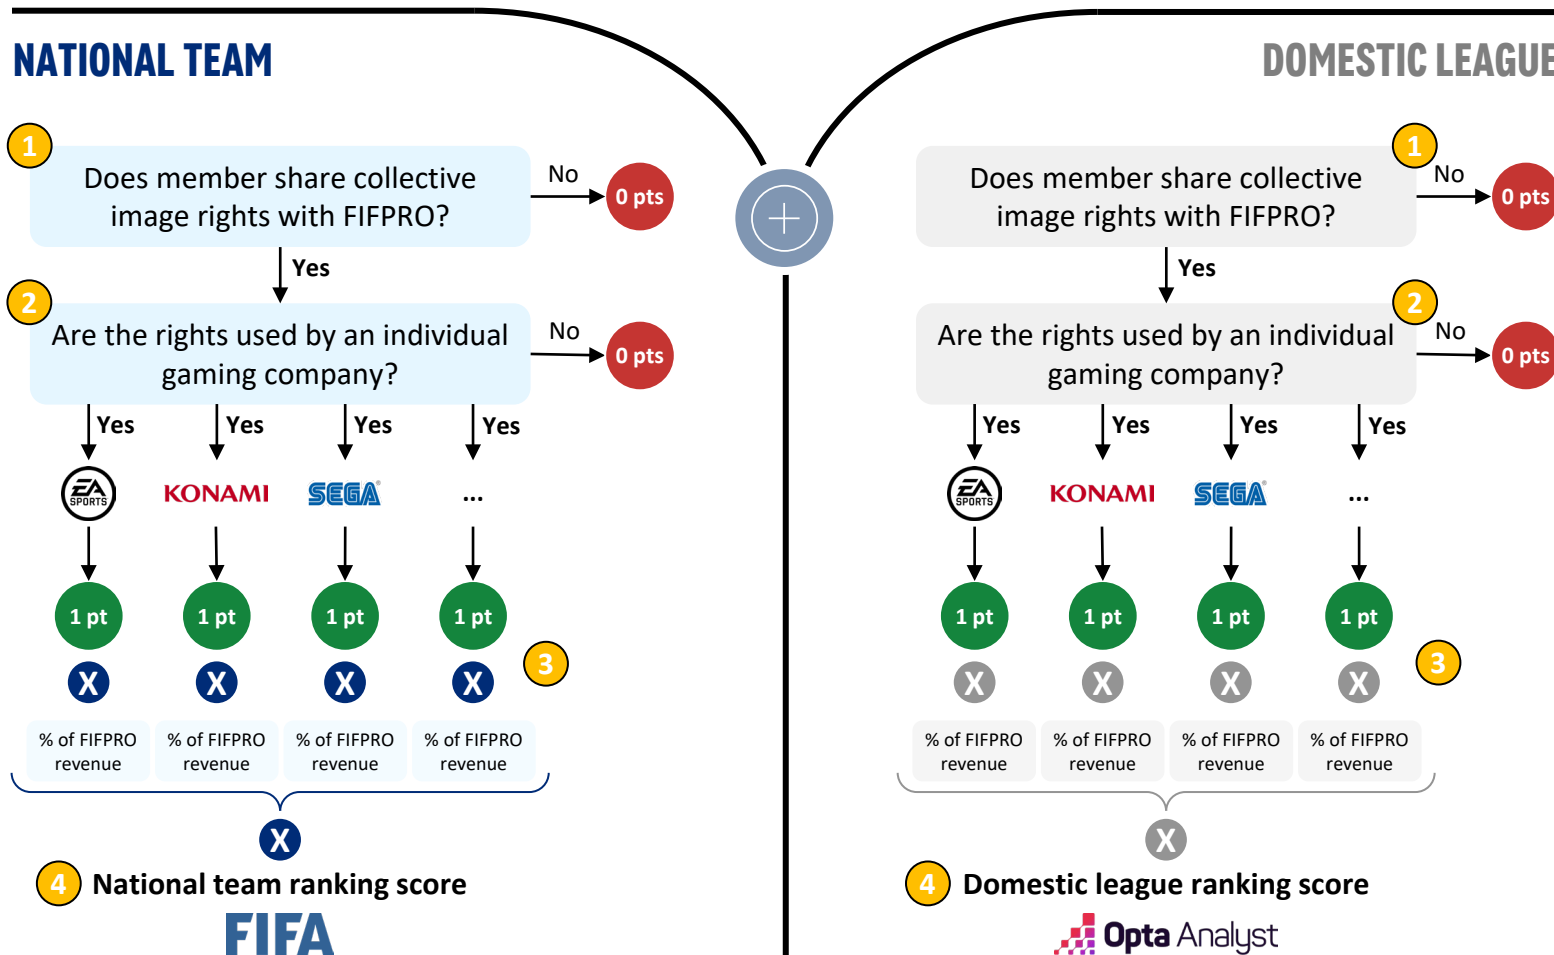 NATIONAL TEAM
1
Does member share collective
image rights with FIFPRO?
No
0 pts
Yes
2
Are the rights used by an individual
gaming company?
No
0 pts
Yes
Yes
Yes
Yes
EA
SPORTS
KONAMI
SEGA
...
1 pt
1 pt
1 pt
1 pt
3
X
X
X
X
% of FIFPRO
revenue
% of FIFPRO
revenue
% of FIFPRO
revenue
% of FIFPRO
revenue
X
4
National team ranking score
FIFA
DOMESTIC LEAGUE
1
Does member share collective
image rights with FIFPRO?
No
0 pts
Yes
2
Are the rights used by an individual
gaming company?
No
0 pts
Yes
Yes
Yes
Yes
EA
SPORTS
KONAMI
SEGA
...
1 pt
1 pt
1 pt
1 pt
3
X
X
X
X
% of FIFPRO
revenue
% of FIFPRO
revenue
% of FIFPRO
revenue
% of FIFPRO
revenue
X
4
Domestic league ranking score
Opta Analyst